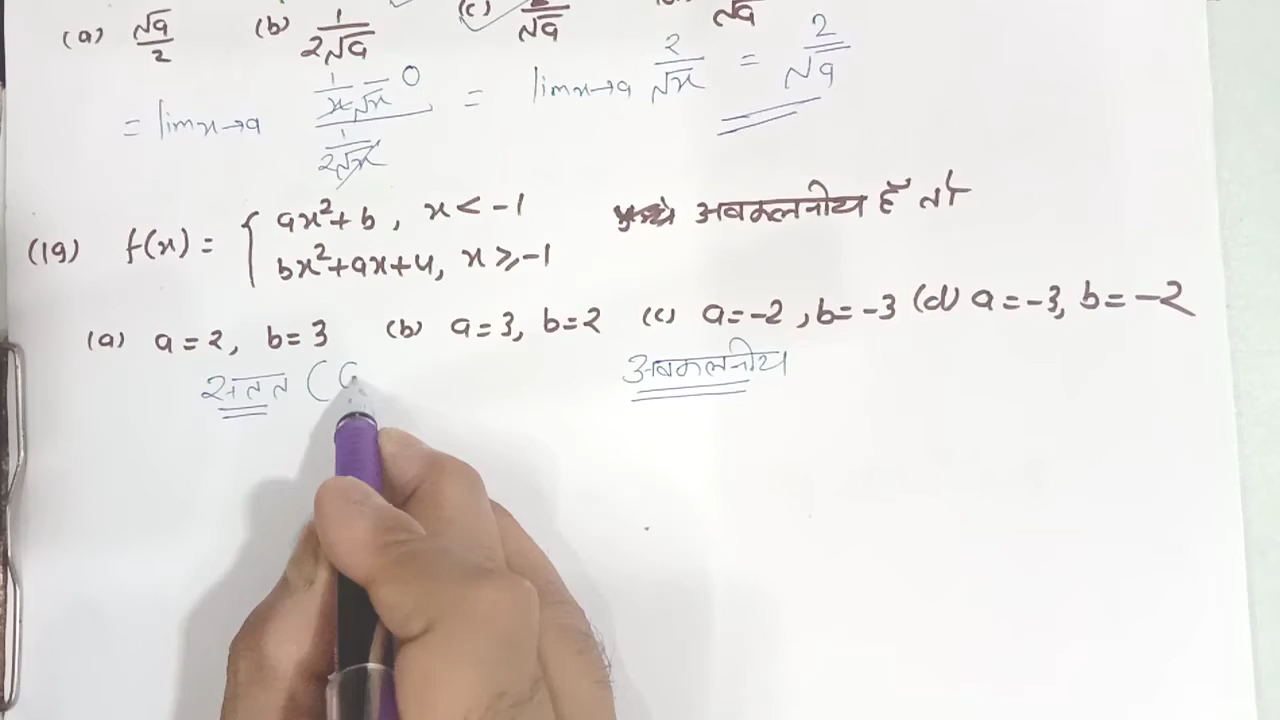 (a) √a/2 (b) 1/2√a (c) 2/√a √a
= lim x→a (1/x √x - 0)/(1/2√x) = lim x→a 2/√x = 2/√a
(19) f(x) = { ax²+b, x < -1 अवकलनीय हैं तो
bx²+ax+4, x ≥ -1
(a) a = 2, b = 3 (b) a = 3, b = 2 (c) a = -2, b = -3 (d) a = -3, b = -2
सतत ( अवकलनीय